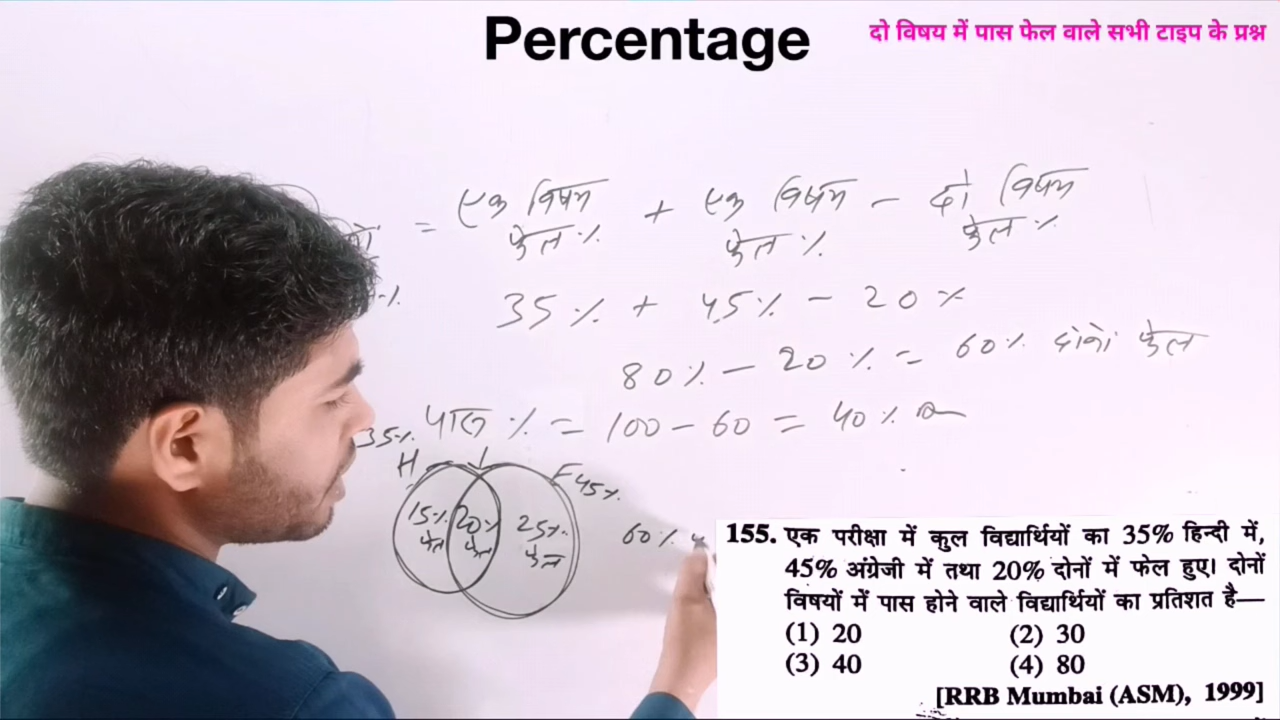 Percentage
दो विषय में पास फेल वाले सभी टाइप के प्रश्न
= एक विषय फेल % + एक विषय फेल % - दो विषय फेल %
35% + 45% - 20%
80% - 20% = 60% दोनों फेल
पास % = 100 - 60 = 40%
35%
H E 45%
15% फेल 20% फेल 25% फेल 60%
155. एक परीक्षा में कुल विद्यार्थियों का 35% हिन्दी में,
45% अंग्रेजी में तथा 20% दोनों में फेल हुए। दोनों
विषयों में पास होने वाले विद्यार्थियों का प्रतिशत है—
(1) 20 (2) 30
(3) 40 (4) 80
[RRB Mumbai (ASM), 1999]